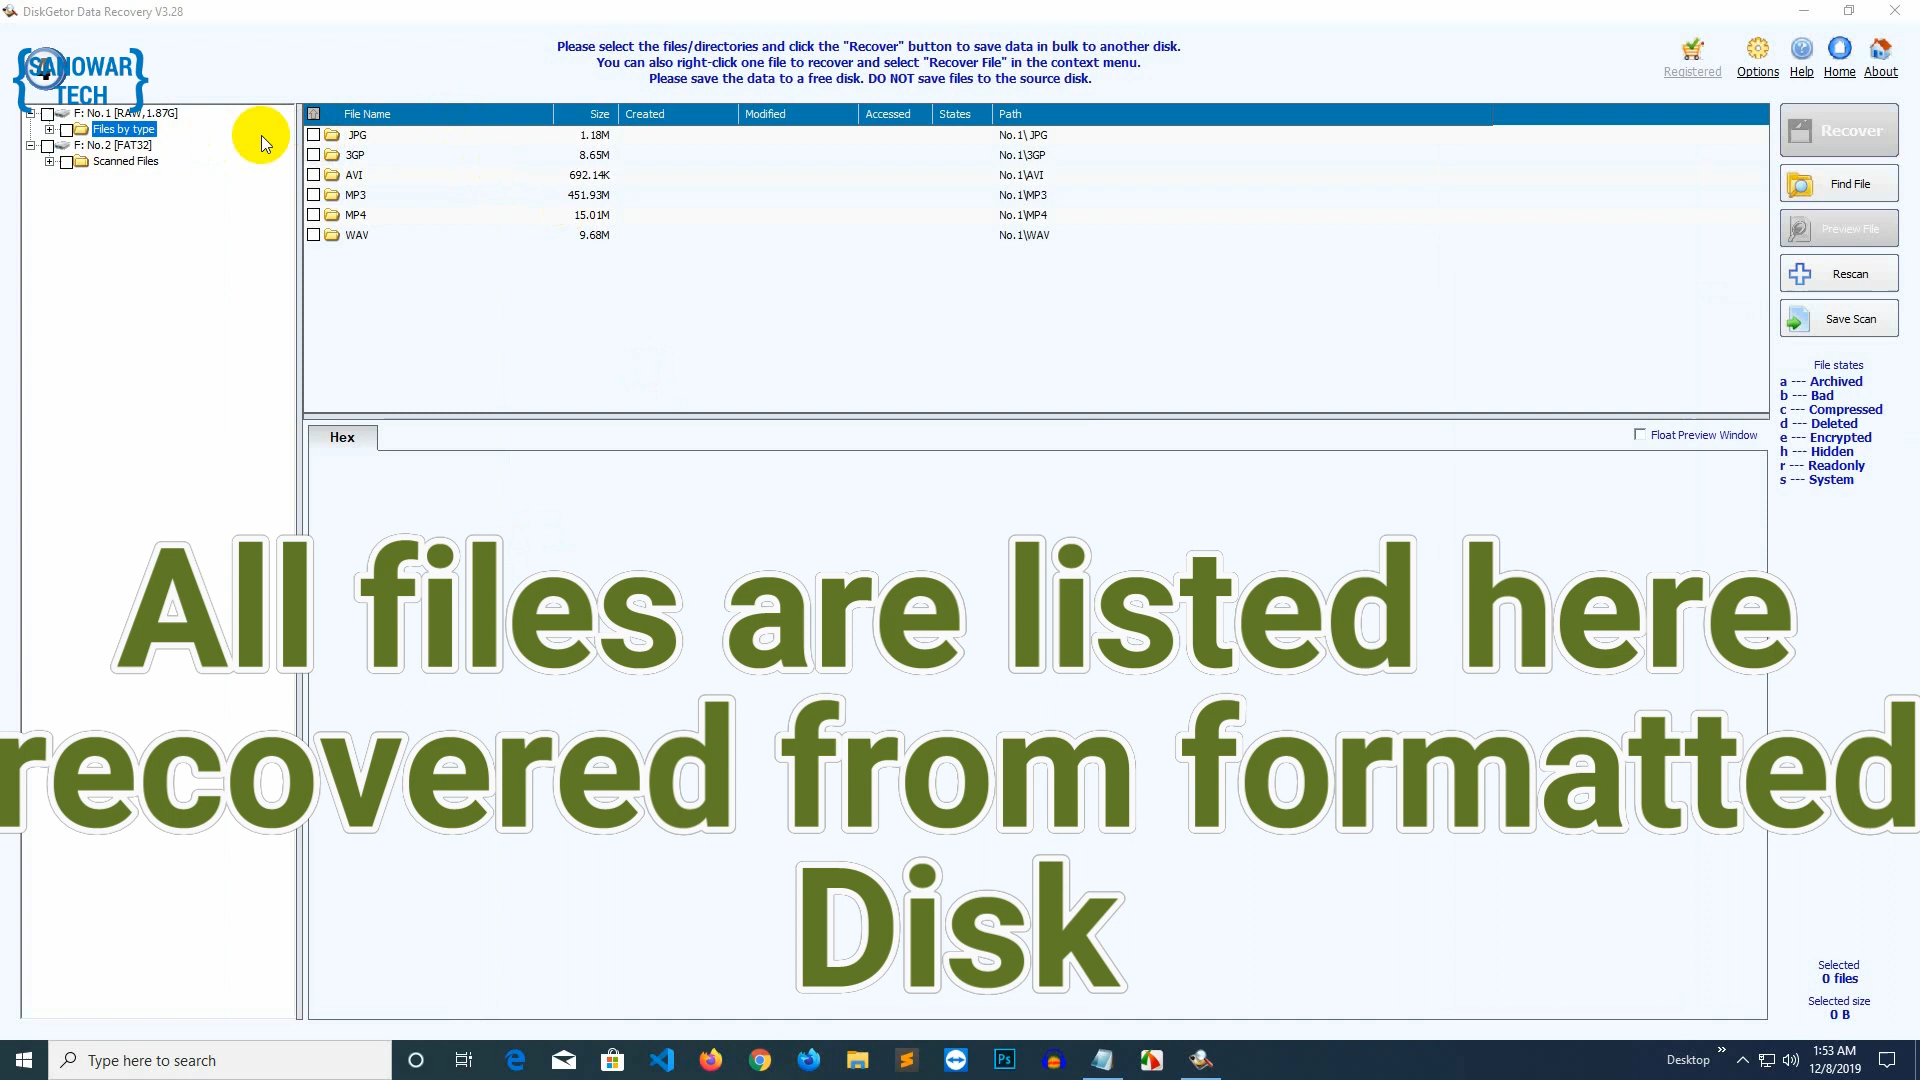 DiskGetor Data Recovery V3.28
{SANOWAR TECH}
Please select the files/directories and click the "Recover" button to save data in bulk to another disk.
You can also right-click one file to recover and select "Recover File" in the context menu.
Please save the data to a free disk. DO NOT save files to the source disk.
Registered Options Help Home About
F: No.1 [RAW,1.87G]
Files by type
F: No.2 [FAT32]
Scanned Files
File Name Size Created Modified Accessed States Path
JPG 1.18M No.1\ JPG
3GP 8.65M No.1\3GP
AVI 692.14K No.1\AVI
MP3 451.93M No.1\MP3
MP4 15.01M No.1\MP4
WAV 9.68M No.1\WAV
Recover
Find File
Preview File
Rescan
Save Scan
File states
a --- Archived
b --- Bad
c --- Compressed
d --- Deleted
e --- Encrypted
h --- Hidden
r --- Readonly
s --- System
Hex
Float Preview Window
All files are listed here
recovered from formatted
Disk
Selected
0 files
Selected size
0 B
Type here to search
Ps
Desktop
1:53 AM
12/8/2019